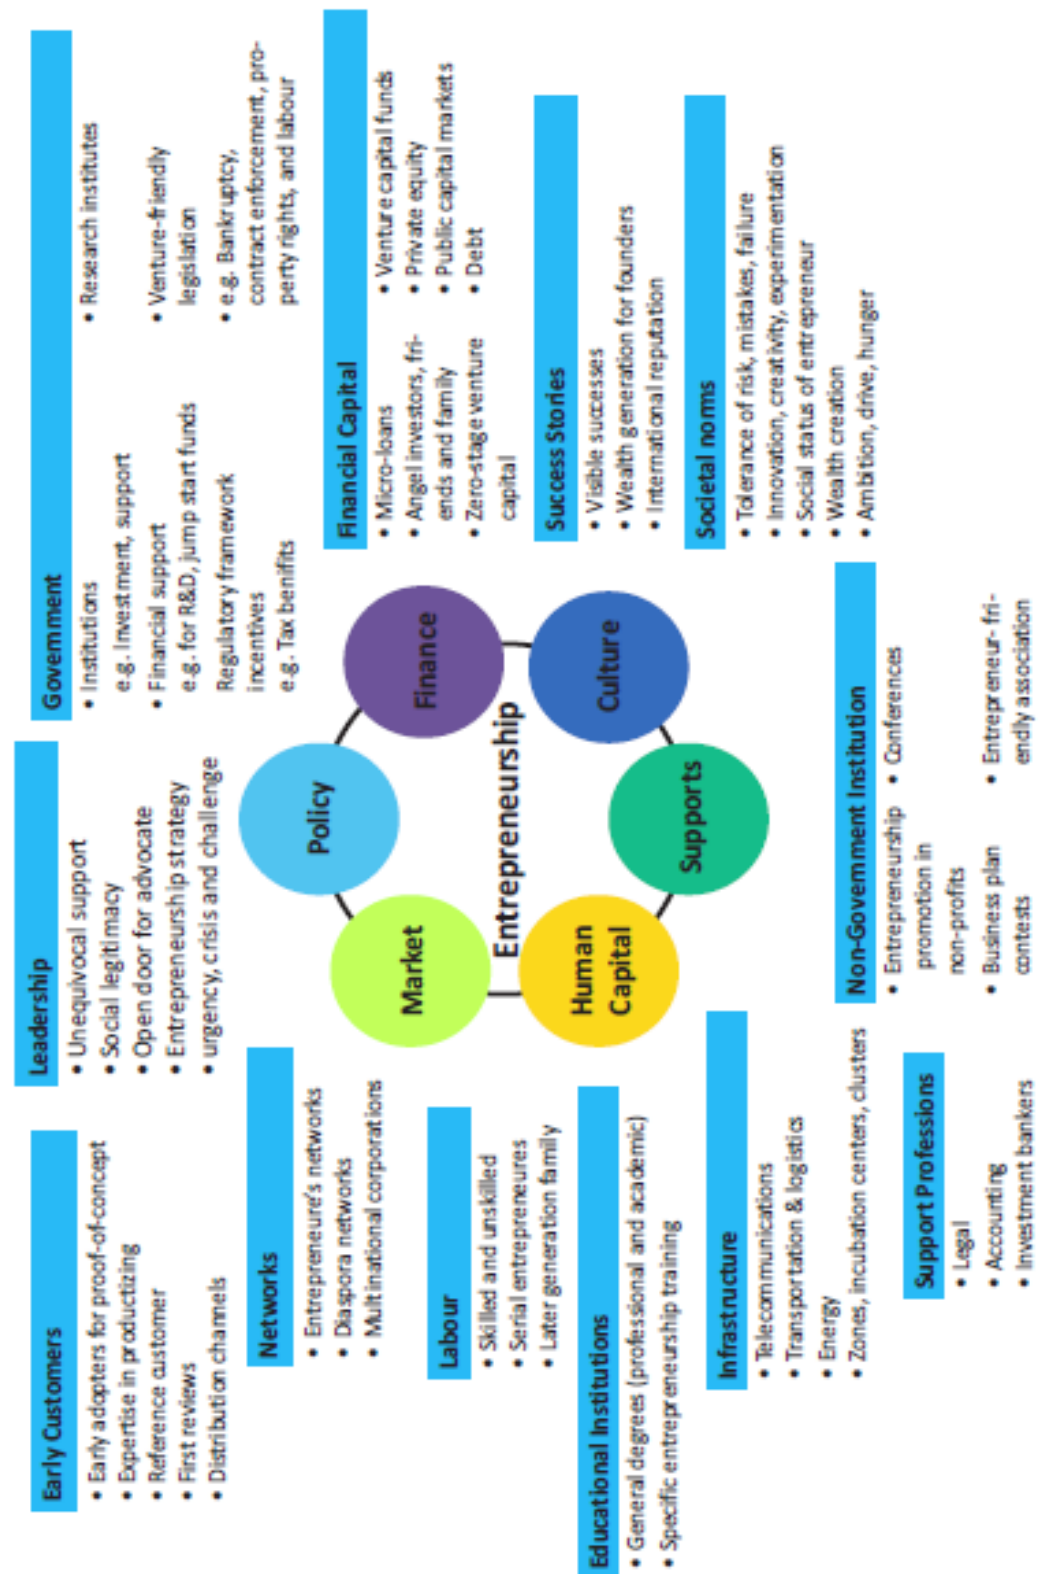 Early Customers
• Early adopters for proof-of-concept
• Expertise in productizing
• Reference customer
• First reviews
• Distribution channels
Leadership
• Unequivocal support
• Social legitimacy
• Open door for advocate
• Entrepreneurship strategy
• urgency, crisis and challenge
Government
• Institutions
e.g. Investment, support
• Financial support
e.g. for R&D, jump start funds
Regulatory framework
incentives
e.g. Tax benifits
• Research institutes
• Venture-friendly
legislation
• e.g. Bankruptcy,
contract enforcement, pro-
perty rights, and labour
Networks
• Entrepreneure's networks
• Diaspora networks
• Multinational corporations
Labour
• Skilled and unskilled
• Serial entrepreneures
• Later generation family
Educational Institutions
• General degrees (professional and academic)
• Specific entrepreneurship training
Policy
Market
Finance
Entrepreneurship
Human
Capital
Culture
Supports
Financial Capital
• Micro-loans
• Angel investors, fri-
ends and family
• Zero-stage venture
capital
• Venture capital funds
• Private equity
• Public capital markets
• Debt
Success Stories
• Visible successes
• Wealth generation for founders
• International reputation
Societal norms
• Tolerance of risk, mistakes, failure
• Innovation, creativity, experimentation
• Social status of entrepreneur
• Wealth creation
• Ambition, drive, hunger
Infrastructure
• Telecommunications
• Transportation & logistics
• Energy
• Zones, incubation centers, clusters
Support Professions
• Legal
• Accounting
• Investment bankers
Non-Government Institution
• Entrepreneurship
promotion in
non-profits
• Business plan
contests
• Conferences
• Entrepreneur- fri-
endly association